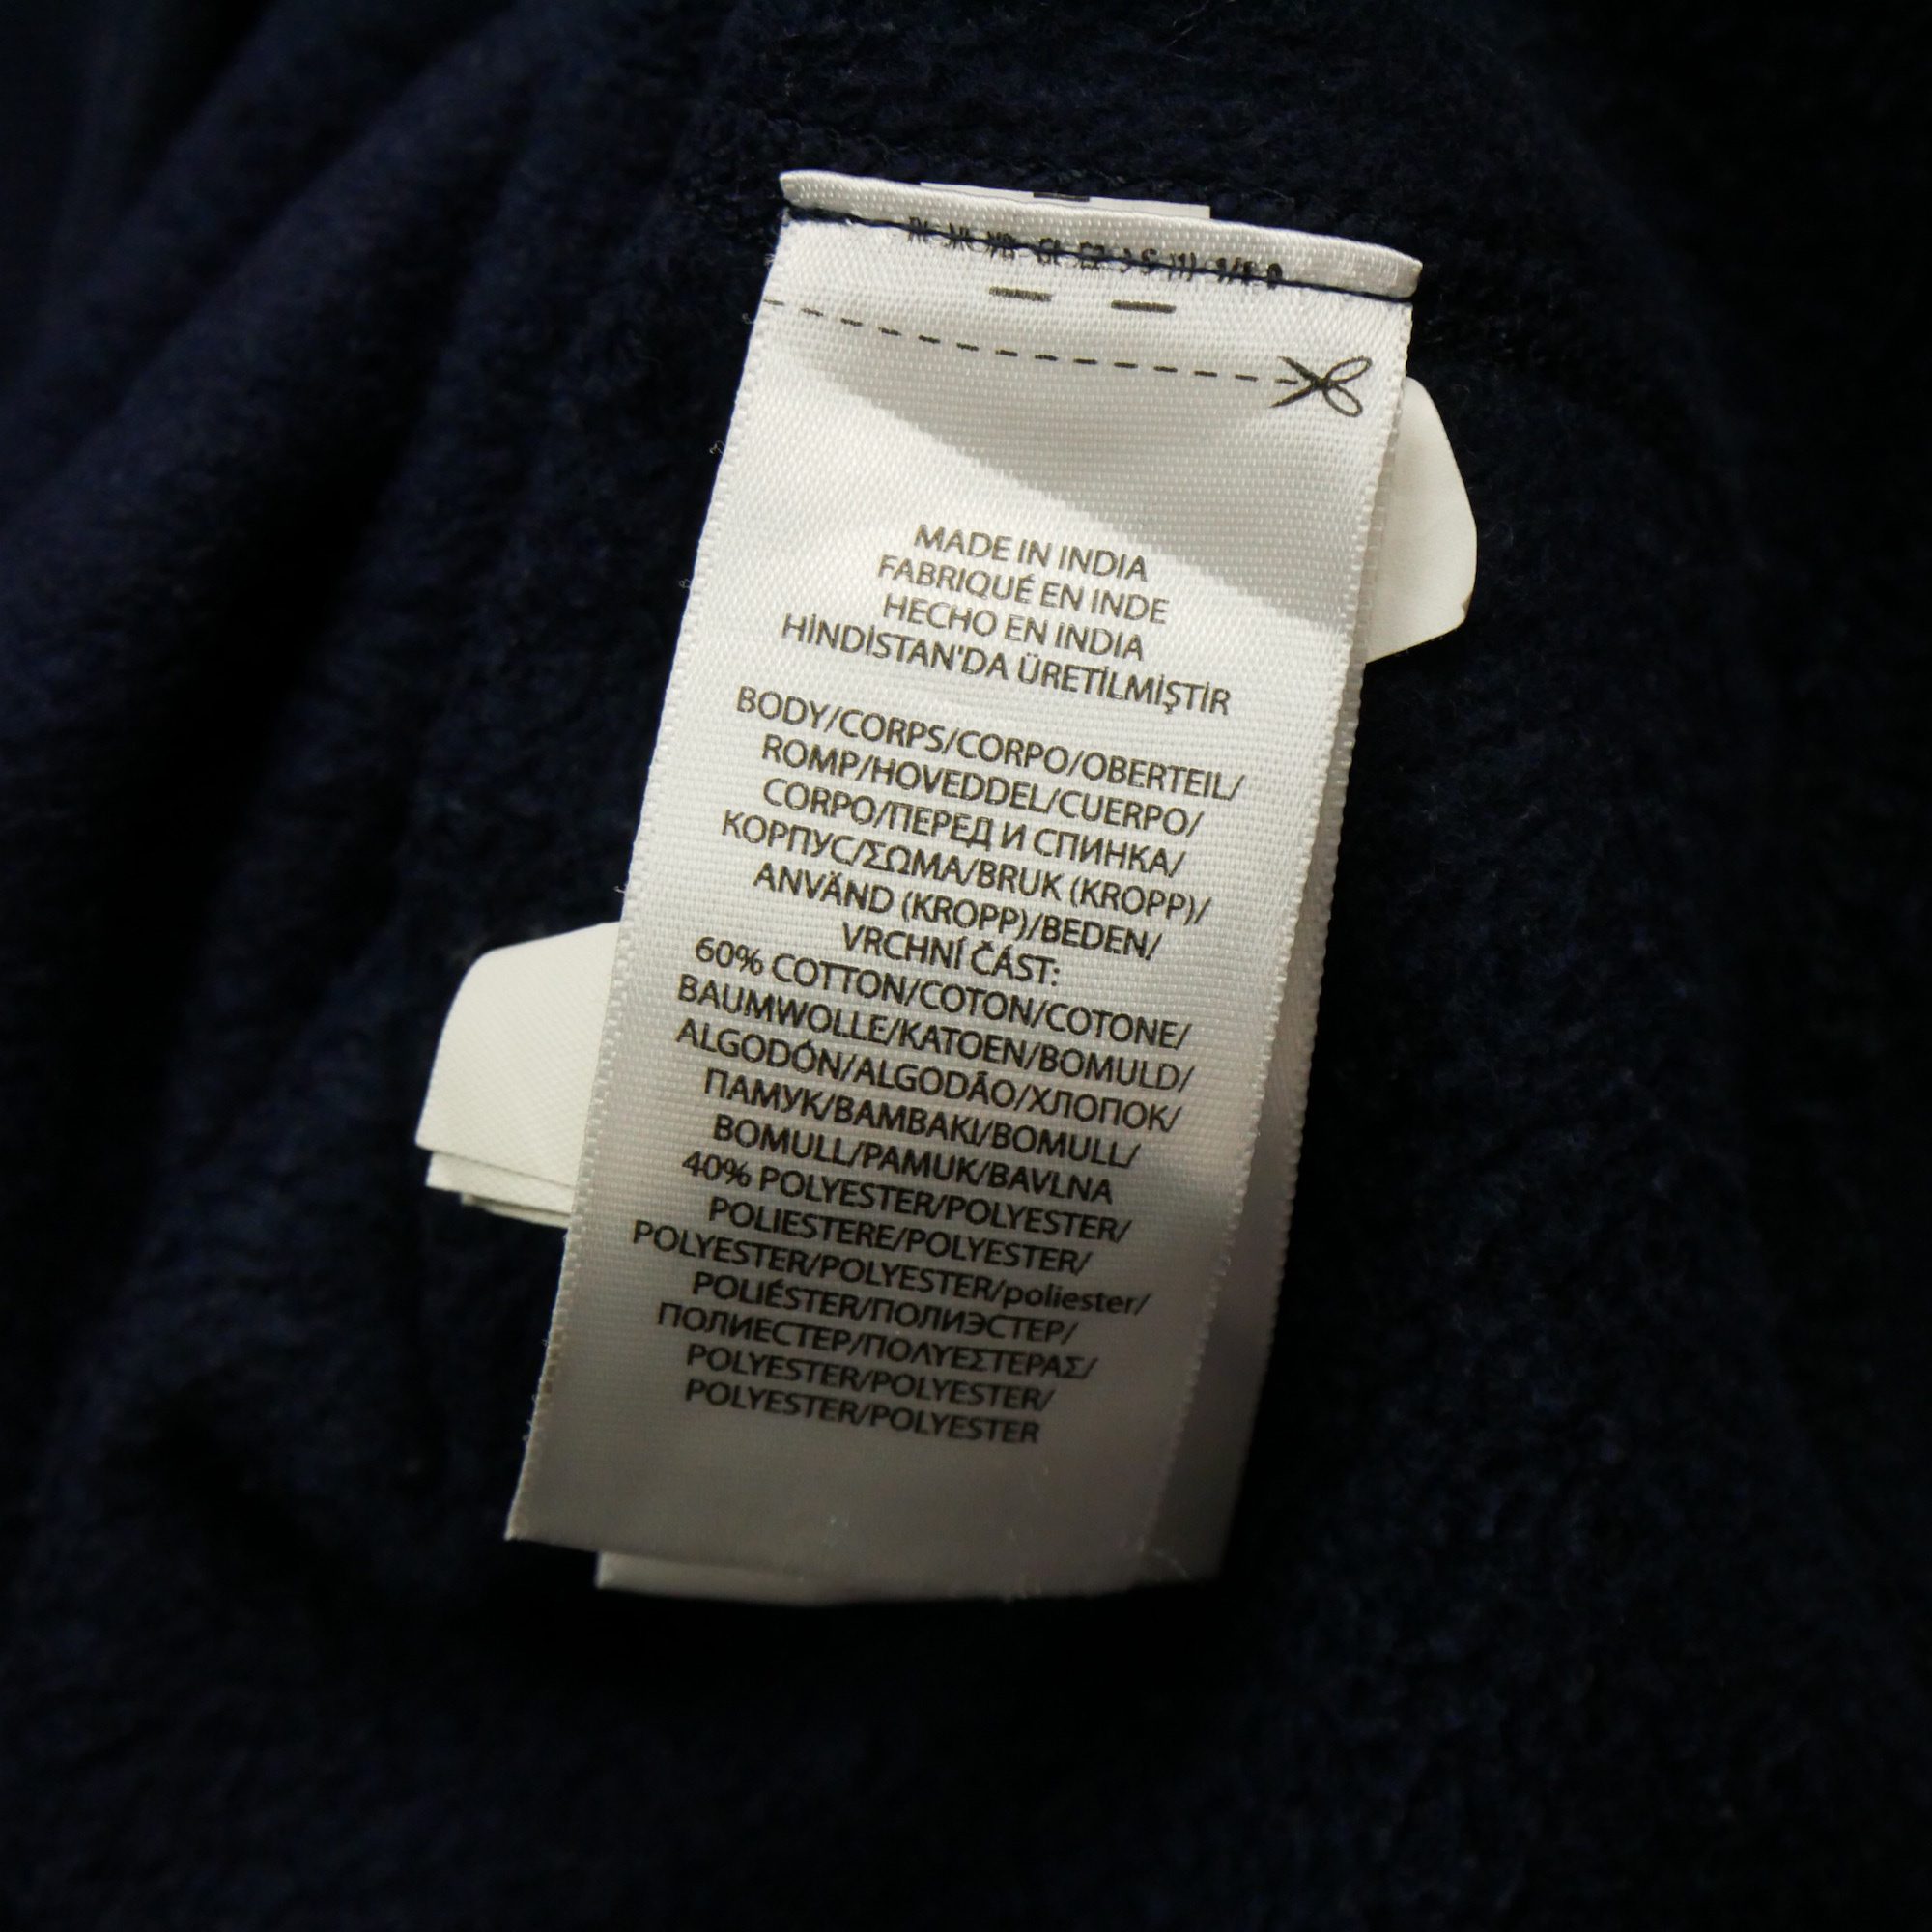 MADE IN INDIA
FABRIQUÉ EN INDE
HECHO EN INDIA
HİNDİSTAN'DA ÜRETİLMİŞTİR
BODY/CORPS/CORPO/OBERTEIL/
ROMP/HOVEDDEL/CUERPO/
CORPO/ПЕРЕД И СПИНКА/
КОРПУС/ΣΩΜΑ/BRUK (KROPP)/
ANVÄND (KROPP)/BEDEN/
VRCHNÍ ČÁST:
60% COTTON/COTON/COTONE/
BAUMWOLLE/KATOEN/BOMULD/
ALGODÓN/ALGODÃO/ХЛОПОК/
ПАМУК/ΒΑΜΒΑΚΙ/BOMULL/
BOMULL/PAMUK/BAVLNA
40% POLYESTER/POLYESTER/
POLIESTERE/POLYESTER/
POLYESTER/POLYESTER/poliester/
POLIÉSTER/ПОЛИЭСТЕР/
ПОЛИЕСТЕР/ΠΟΛΥΕΣΤΕΡΑΣ/
POLYESTER/POLYESTER/
POLYESTER/POLYESTER